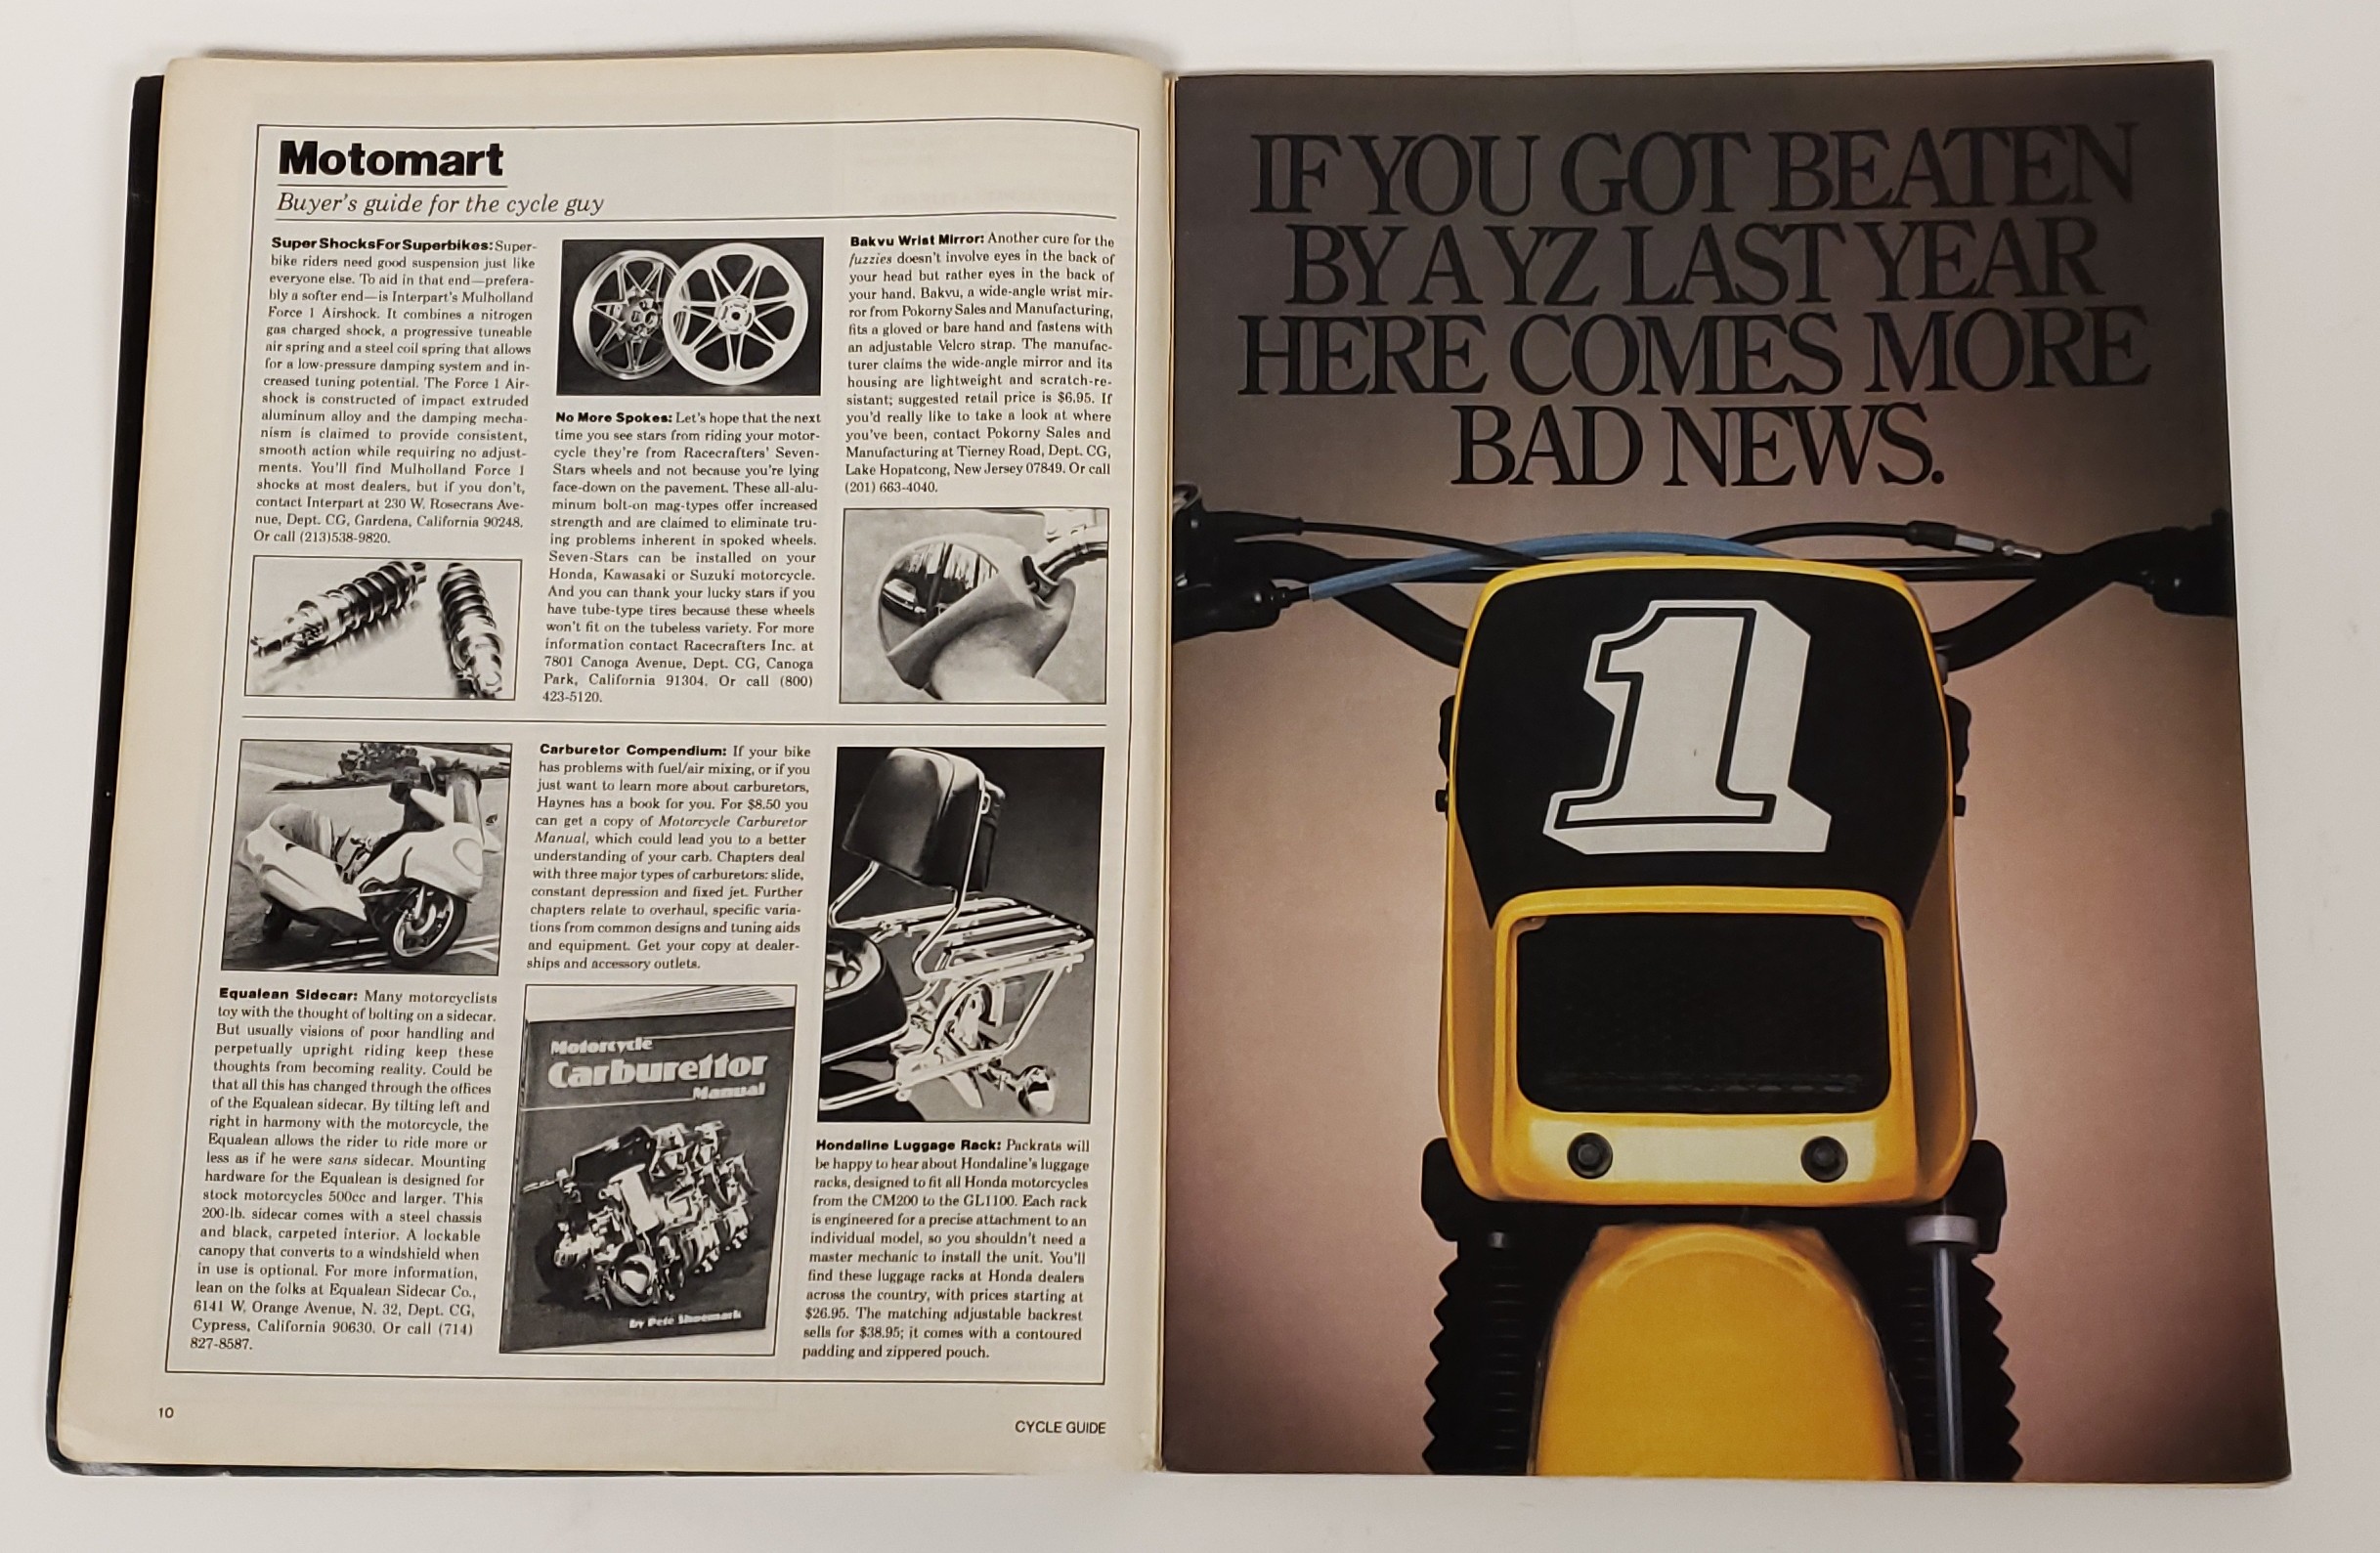 Motomart
Buyer's guide for the cycle guy
Super Shocks For Superbikes: Super-
bike riders need good suspension just like
everyone else. To aid in that end—prefera-
bly a softer end—is Interpart's Mulholland
Force 1 Airshock. It combines a nitrogen
gas charged shock, a progressive tuneable
air spring and a steel coil spring that allows
for a low-pressure damping system and in-
creased tuning potential. The Force 1 Air-
shock is constructed of impact extruded
aluminum alloy and the damping mecha-
nism is claimed to provide consistent,
smooth action while requiring no adjust-
ments. You'll find Mulholland Force 1
shocks at most dealers, but if you don't,
contact Interpart at 230 W. Rosecrans Ave-
nue, Dept. CG, Gardena, California 90248.
Or call (213)538-9820.
No More Spokes: Let's hope that the next
time you see stars from riding your motor-
cycle they're from Racecrafters' Seven-
Stars wheels and not because you're lying
face-down on the pavement. These all-alu-
minum bolt-on mag-types offer increased
strength and are claimed to eliminate tru-
ing problems inherent in spoked wheels.
Seven-Stars can be installed on your
Honda, Kawasaki or Suzuki motorcycle.
And you can thank your lucky stars if you
have tube-type tires because these wheels
won't fit on the tubeless variety. For more
information contact Racecrafters Inc. at
7801 Canoga Avenue, Dept. CG, Canoga
Park, California 91304. Or call (800)
423-5120.
Bakvu Wrist Mirror: Another cure for the
fuzzies doesn't involve eyes in the back of
your head but rather eyes in the back of
your hand. Bakvu, a wide-angle wrist mir-
ror from Pokorny Sales and Manufacturing,
fits a gloved or bare hand and fastens with
an adjustable Velcro strap. The manufac-
turer claims the wide-angle mirror and its
housing are lightweight and scratch-re-
sistant; suggested retail price is $6.95. If
you'd really like to take a look at where
you've been, contact Pokorny Sales and
Manufacturing at Tierney Road, Dept. CG,
Lake Hopatcong, New Jersey 07849. Or call
(201) 663-4040.
Equalean Sidecar: Many motorcyclists
toy with the thought of bolting on a sidecar.
But usually visions of poor handling and
perpetually upright riding keep these
thoughts from becoming reality. Could be
that all this has changed through the offices
of the Equalean sidecar. By tilting left and
right in harmony with the motorcycle, the
Equalean allows the rider to ride more or
less as if he were sans sidecar. Mounting
hardware for the Equalean is designed for
stock motorcycles 500cc and larger. This
200-lb. sidecar comes with a steel chassis
and black, carpeted interior. A lockable
canopy that converts to a windshield when
in use is optional. For more information,
lean on the folks at Equalean Sidecar Co.,
6141 W. Orange Avenue, N. 32, Dept. CG,
Cypress, California 90630. Or call (714)
827-8587.
Carburetor Compendium: If your bike
has problems with fuel/air mixing, or if you
just want to learn more about carburetors,
Haynes has a book for you. For $8.50 you
can get a copy of Motorcycle Carburetor
Manual, which could lead you to a better
understanding of your carb. Chapters deal
with three major types of carburetors: slide,
constant depression and fixed jet. Further
chapters relate to overhaul, specific varia-
tions from common designs and tuning aids
and equipment. Get your copy at dealer-
ships and accessory outlets.
Motorcycle
Carburettor
Manual
by Pete Shoemark
Hondaline Luggage Rack: Packrats will
be happy to hear about Hondaline's luggage
racks, designed to fit all Honda motorcycles
from the CM200 to the GL1100. Each rack
is engineered for a precise attachment to an
individual model, so you shouldn't need a
master mechanic to install the unit. You'll
find these luggage racks at Honda dealers
across the country, with prices starting at
$26.95. The matching adjustable backrest
sells for $38.95; it comes with a contoured
padding and zippered pouch.
10
CYCLE GUIDE
IF YOU GOT BEATEN
BY A YZ LAST YEAR
HERE COMES MORE
BAD NEWS.
1